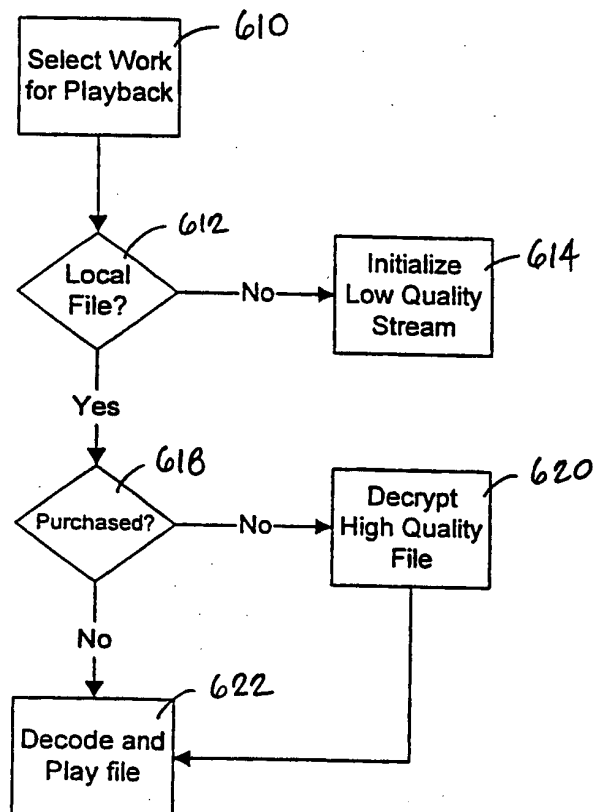 610
Select Work
for Playback
612
Local
File?
No
614
Initialize
Low Quality
Stream
Yes
618
Purchased?
No
620
Decrypt
High Quality
File
No
622
Decode and
Play file